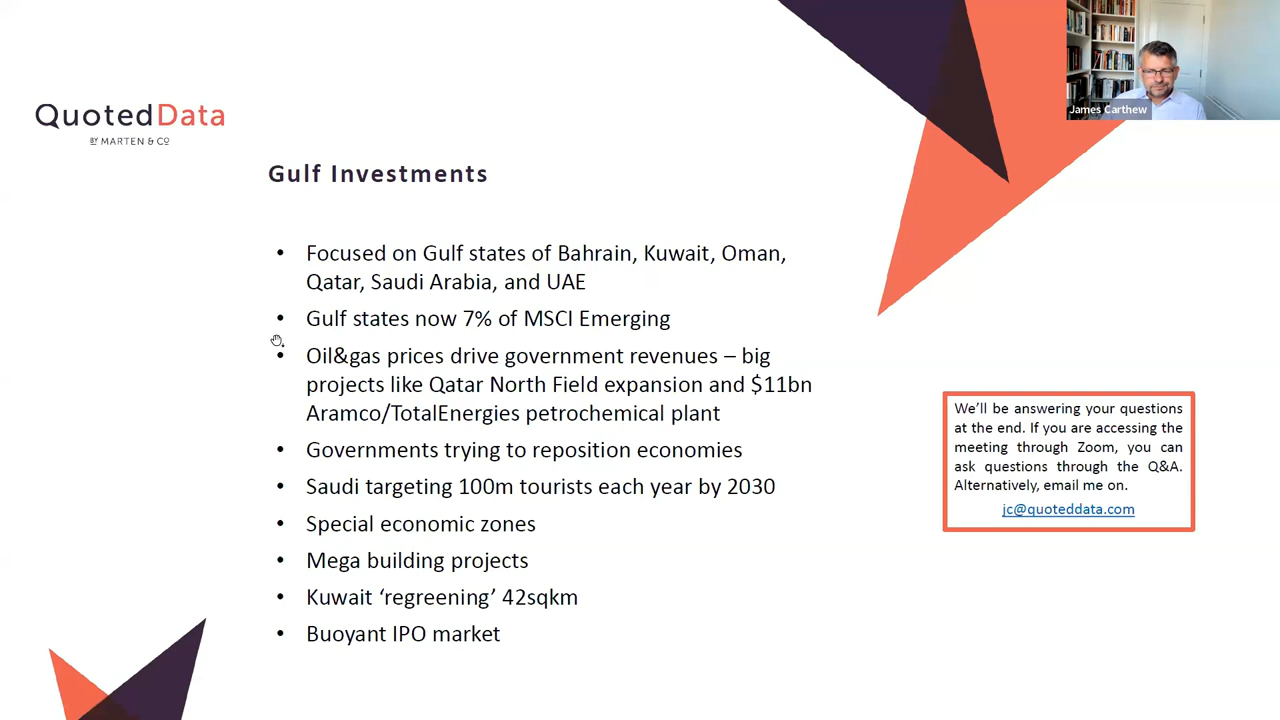 James Carthew
QuotedData
BY MARTEN & CO
Gulf Investments
• Focused on Gulf states of Bahrain, Kuwait, Oman,
Qatar, Saudi Arabia, and UAE
• Gulf states now 7% of MSCI Emerging
• Oil&gas prices drive government revenues – big
projects like Qatar North Field expansion and $11bn
Aramco/TotalEnergies petrochemical plant
• Governments trying to reposition economies
• Saudi targeting 100m tourists each year by 2030
• Special economic zones
• Mega building projects
• Kuwait ‘regreening’ 42sqkm
• Buoyant IPO market
We’ll be answering your questions
at the end. If you are accessing the
meeting through Zoom, you can
ask questions through the Q&A.
Alternatively, email me on.
jc@quoteddata.com